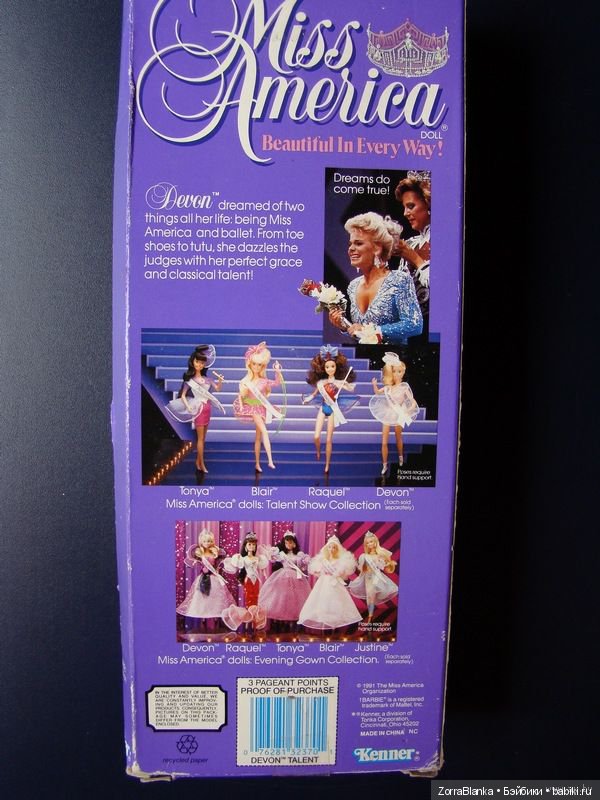 Miss
America
DOLL®
Beautiful In Every Way!
Devon™ dreamed of two
things all her life: being Miss
America and ballet. From toe
shoes to tutu, she dazzles the
judges with her perfect grace
and classical talent!
Dreams do
come true!
Poses require
hand support
Tonya™ Blair™ Raquel™ Devon™
Miss America® dolls: Talent Show Collection (Each sold separately)
Poses require
hand support
Devon™ Raquel™ Tonya™ Blair™ Justine™
Miss America® dolls: Evening Gown Collection. (Each sold separately)
IN THE INTEREST OF BETTER
QUALITY AND VALUE, WE
ARE CONSTANTLY IMPROV-
ING AND UPDATING OUR
PRODUCTS. CONSEQUENTLY,
PICTURES ON THIS PACK-
AGE MAY SOMETIMES
DIFFER FROM THE MODEL
ENCLOSED.
recycled paper
3 PAGEANT POINTS
PROOF OF PURCHASE
0 76281 32370 1
DEVON™ TALENT
© 1991 The Miss America
Organization
†BARBIE® is a registered
trademark of Mattel, Inc.
Kenner, a division of
Tonka Corporation,
Cincinnati, Ohio 45202
MADE IN CHINA NC
Kenner
ZorraBlanka • Бэйбики • babiki.ru